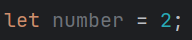 let number = 2;